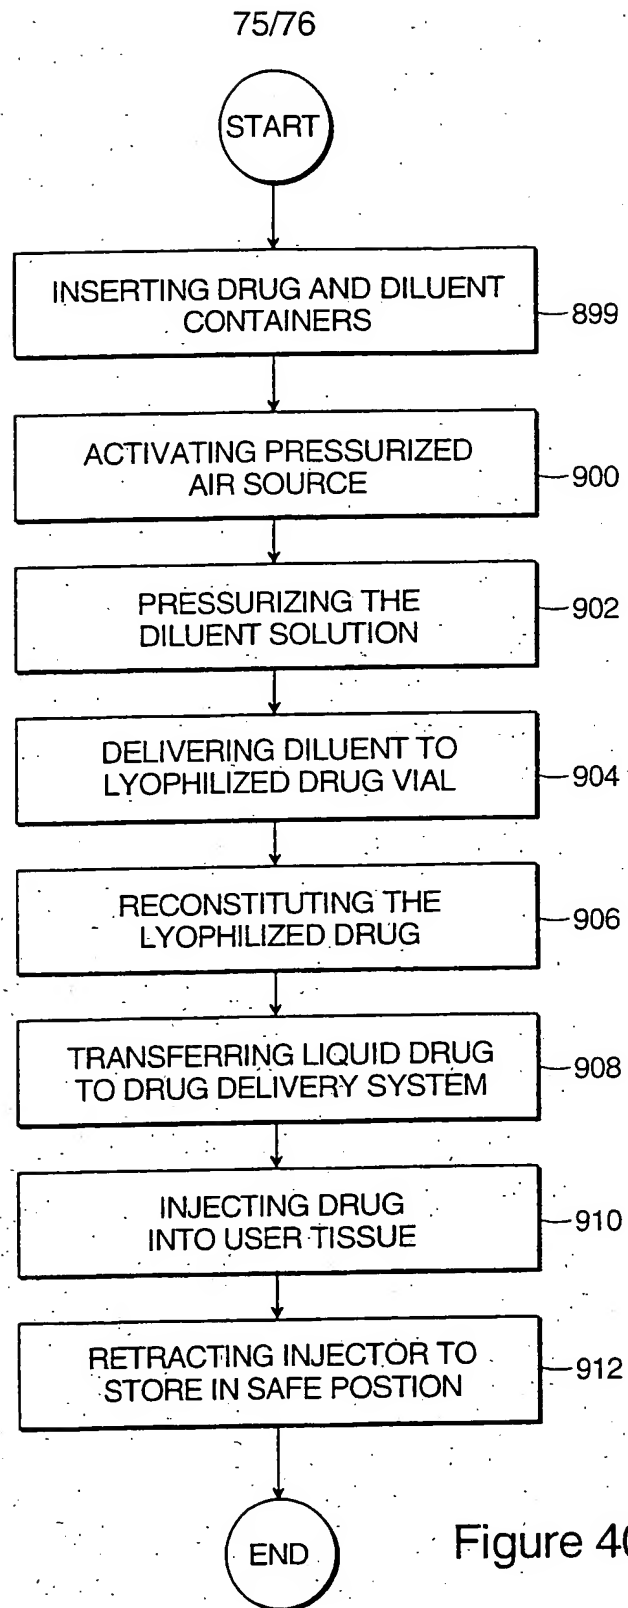 75/76
START
INSERTING DRUG AND DILUENT
CONTAINERS
899
ACTIVATING PRESSURIZED
AIR SOURCE
900
PRESSURIZING THE
DILUENT SOLUTION
902
DELIVERING DILUENT TO
LYOPHILIZED DRUG VIAL
904
RECONSTITUTING THE
LYOPHILIZED DRUG
906
TRANSFERRING LIQUID DRUG
TO DRUG DELIVERY SYSTEM
908
INJECTING DRUG
INTO USER TISSUE
910
RETRACTING INJECTOR TO
STORE IN SAFE POSTION
912
END
Figure